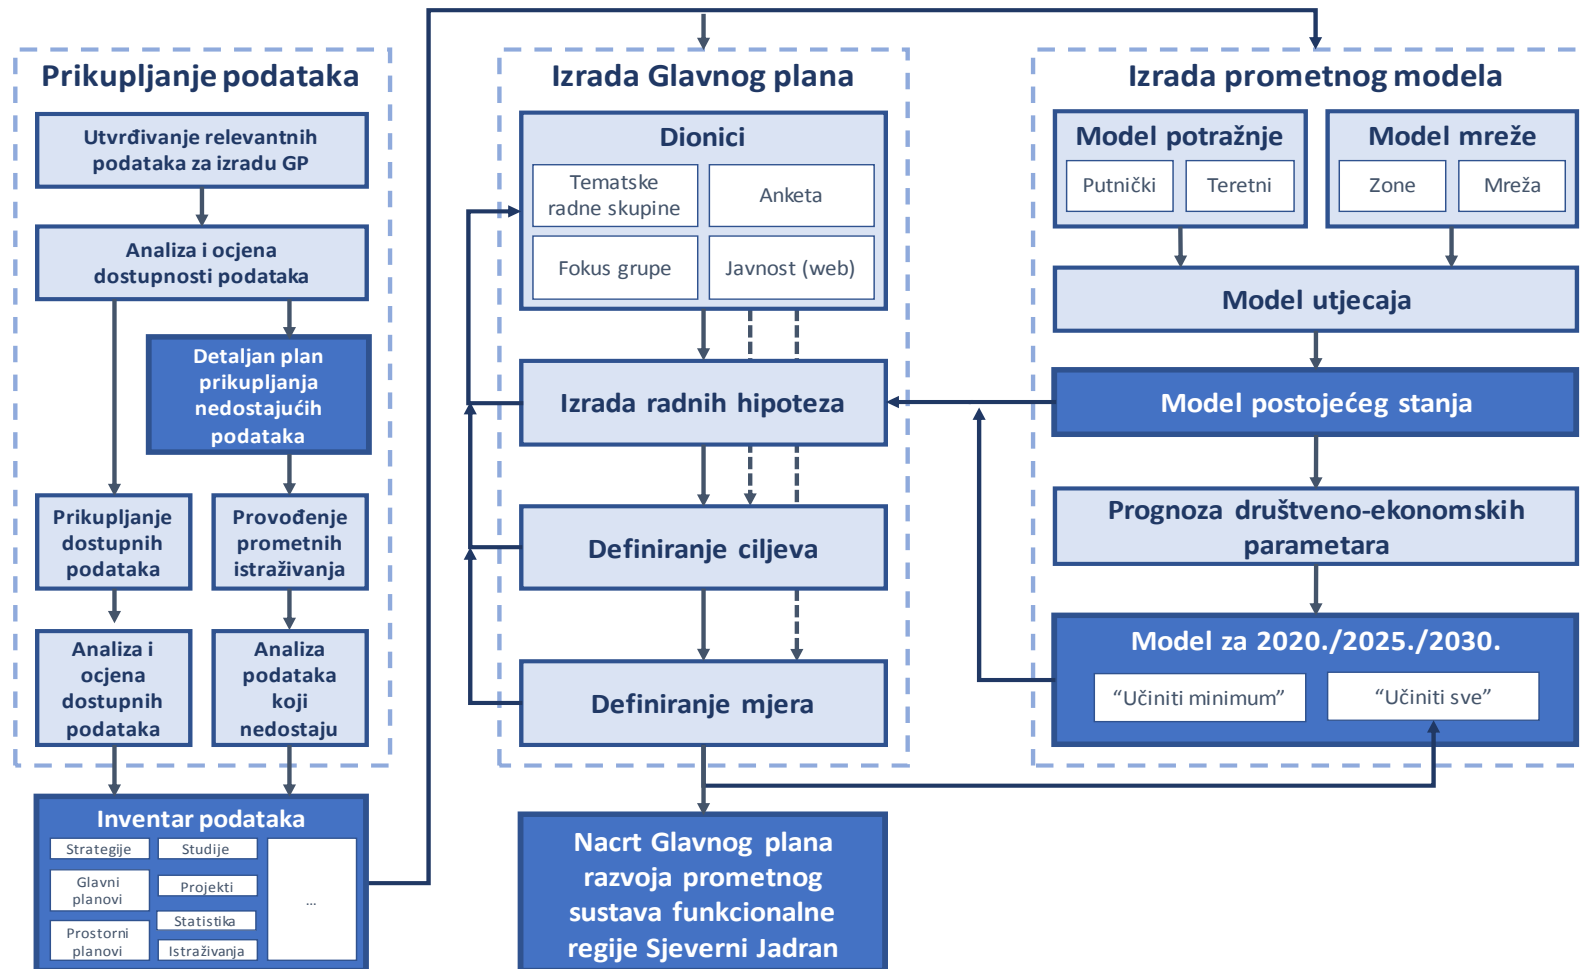 Prikupljanje podataka
Utvrđivanje relevantnih
podataka za izradu GP
Analiza i ocjena
dostupnosti podataka
Detaljan plan
prikupljanja
nedostajućih
podataka
Prikupljanje
dostupnih
podataka
Provođenje
prometnih
istraživanja
Analiza i
ocjena
dostupnih
podataka
Analiza
podataka
koji
nedostaju
Inventar podataka
Strategije
Glavni
planovi
Prostorni
planovi
Studije
Projekti
Statistika
Istraživanja
...
Izrada Glavnog plana
Dionici
Tematske
radne skupine
Anketa
Fokus grupe
Javnost (web)
Izrada radnih hipoteza
Definiranje ciljeva
Definiranje mjera
Nacrt Glavnog plana
razvoja prometnog
sustava funkcionalne
regije Sjeverni Jadran
Izrada prometnog modela
Model potražnje
Putnički
Teretni
Model mreže
Zone
Mreža
Model utjecaja
Model postojećeg stanja
Prognoza društveno-ekonomskih
parametara
Model za 2020./2025./2030.
“Učiniti minimum”
“Učiniti sve”